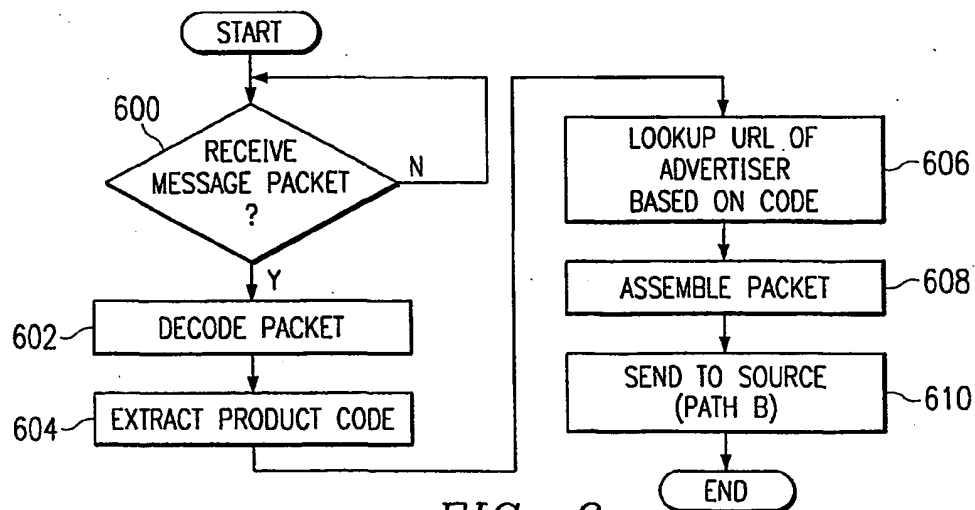 START
600
RECEIVE
MESSAGE PACKET
?
N
Y
602
DECODE PACKET
604
EXTRACT PRODUCT CODE
LOOKUP URL OF
ADVERTISER
BASED ON CODE
606
ASSEMBLE PACKET
608
SEND TO SOURCE
(PATH B)
610
END
FIG.